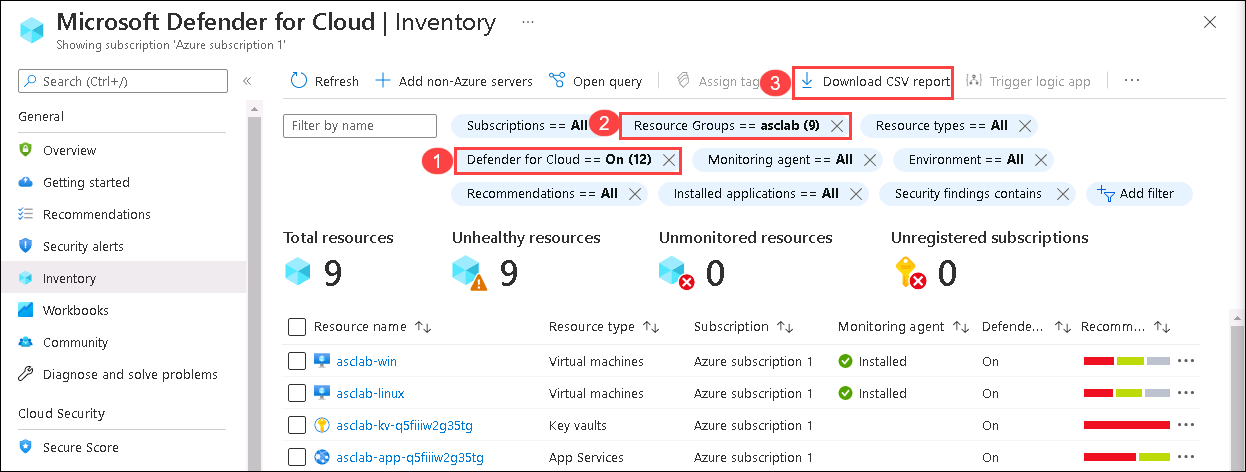 Microsoft Defender for Cloud | Inventory ...
Showing subscription 'Azure subscription 1'
Search (Ctrl+/)
«
General
Overview
Getting started
Recommendations
Security alerts
Inventory
Workbooks
Community
Diagnose and solve problems
Cloud Security
Secure Score
Refresh Add non-Azure servers Open query Assign tag 3 Download CSV report Trigger logic app ...
Filter by name Subscriptions == All 2 Resource Groups == asclab (9) Resource types == All
1 Defender for Cloud == On (12) Monitoring agent == All Environment == All
Recommendations == All Installed applications == All Security findings contains Add filter
Total resources Unhealthy resources Unmonitored resources Unregistered subscriptions
9 9 0 0
Resource name Resource type Subscription Monitoring agent Defende... Recomm...
asclab-win Virtual machines Azure subscription 1 Installed On ...
asclab-linux Virtual machines Azure subscription 1 Installed On ...
asclab-kv-q5fiiiw2g35tg Key vaults Azure subscription 1 On ...
asclab-app-q5fiiiw2g35tg App Services Azure subscription 1 On ...